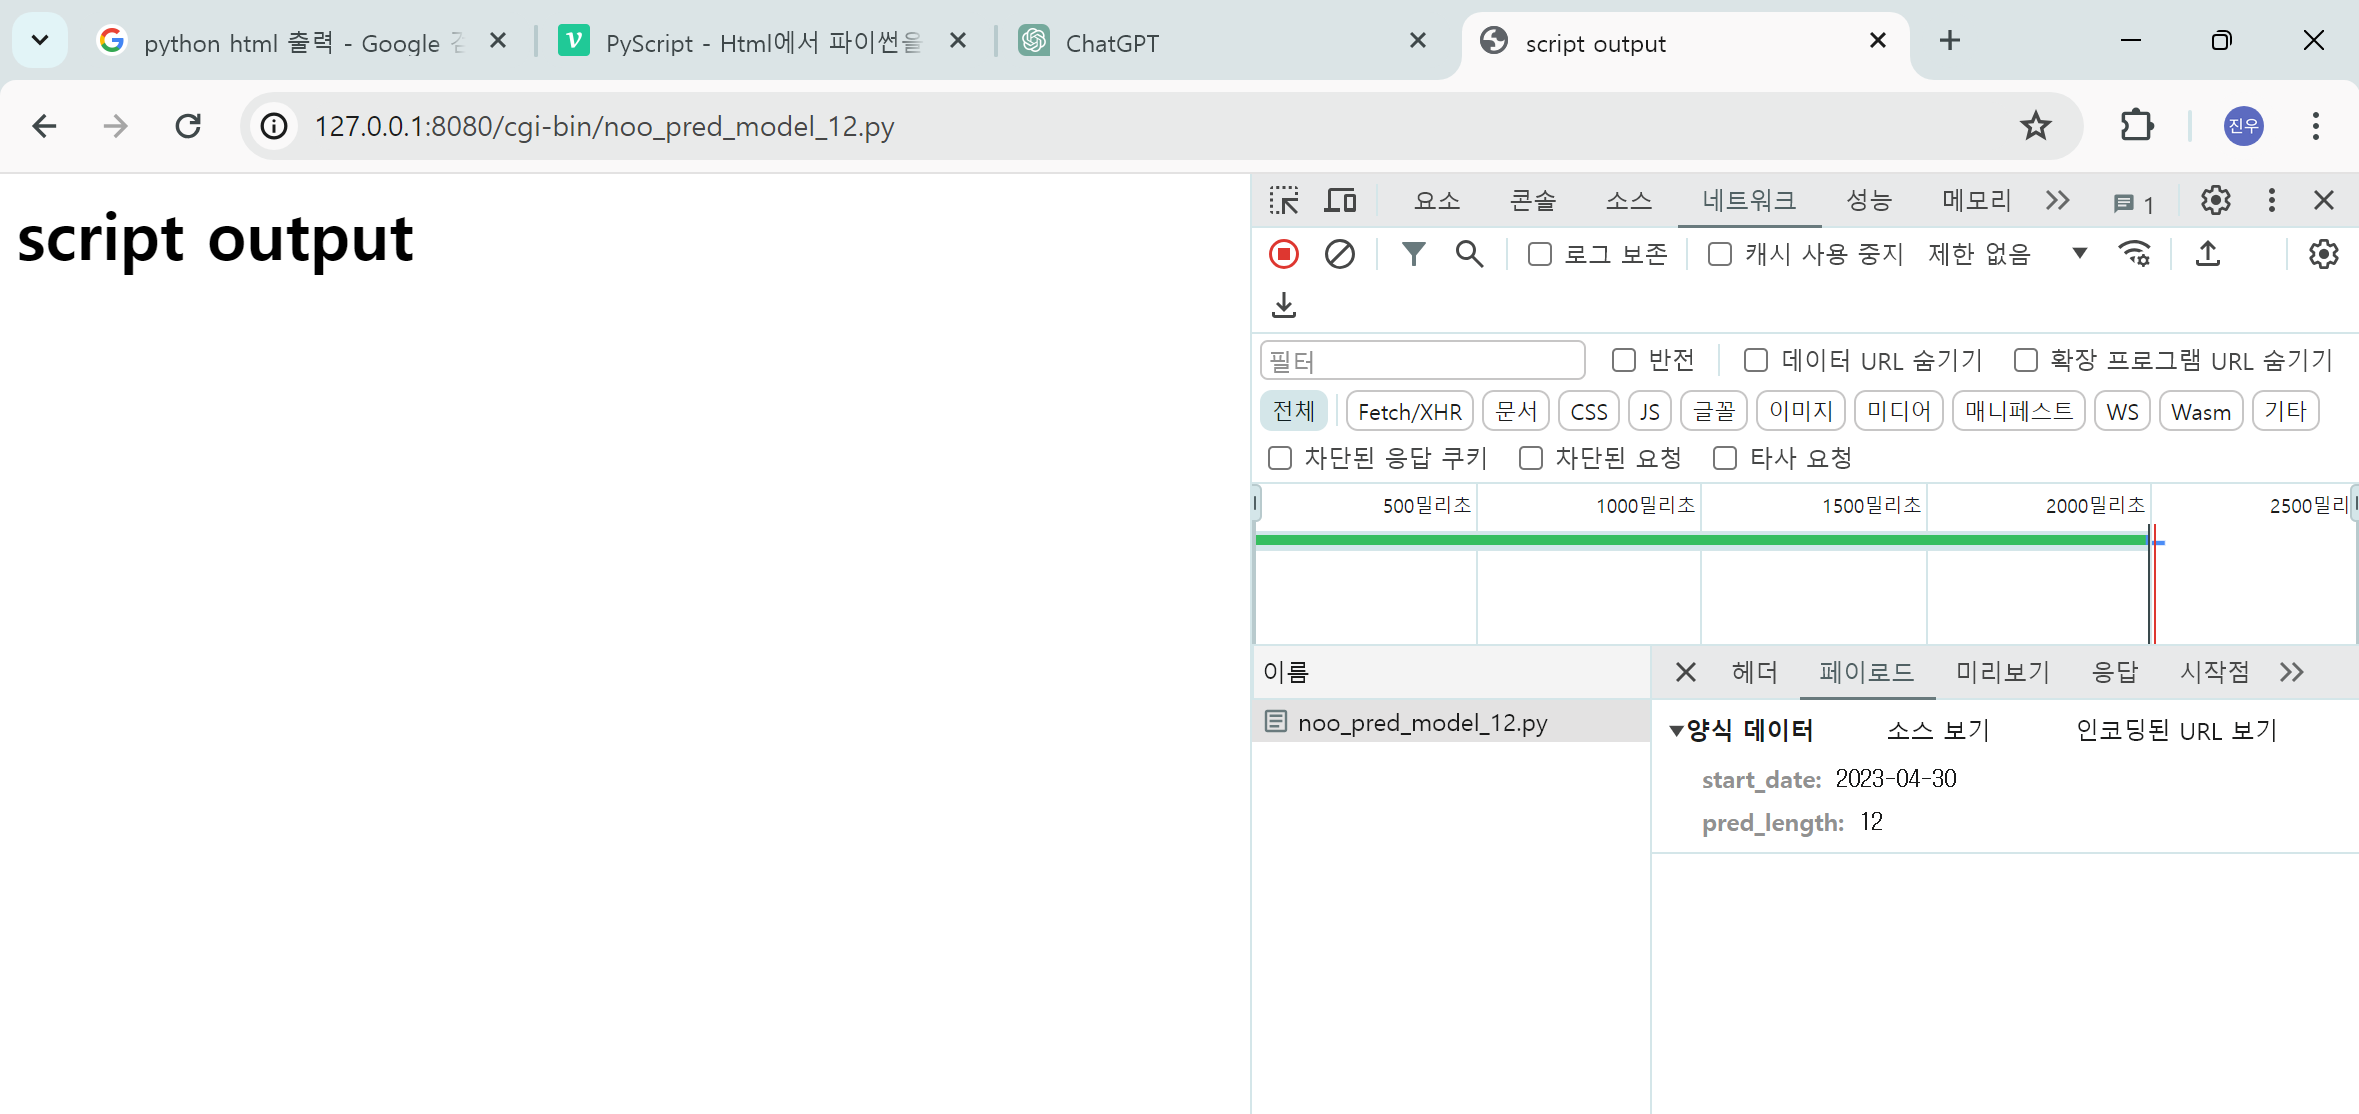 python html 출력 - Google 검
PyScript - Html에서 파이썬을
ChatGPT
script output
127.0.0.1:8080/cgi-bin/noo_pred_model_12.py
진우
script output
요소 콘솔 소스 네트워크 성능 메모리 1
로그 보존 캐시 사용 중지 제한 없음
필터 반전 데이터 URL 숨기기 확장 프로그램 URL 숨기기
전체 Fetch/XHR 문서 CSS JS 글꼴 이미지 미디어 매니페스트 WS Wasm 기타
차단된 응답 쿠키 차단된 요청 타사 요청
500밀리초 1000밀리초 1500밀리초 2000밀리초 2500밀리
이름
헤더 페이로드 미리보기 응답 시작점
noo_pred_model_12.py
양식 데이터 소스 보기 인코딩된 URL 보기
start_date: 2023-04-30
pred_length: 12